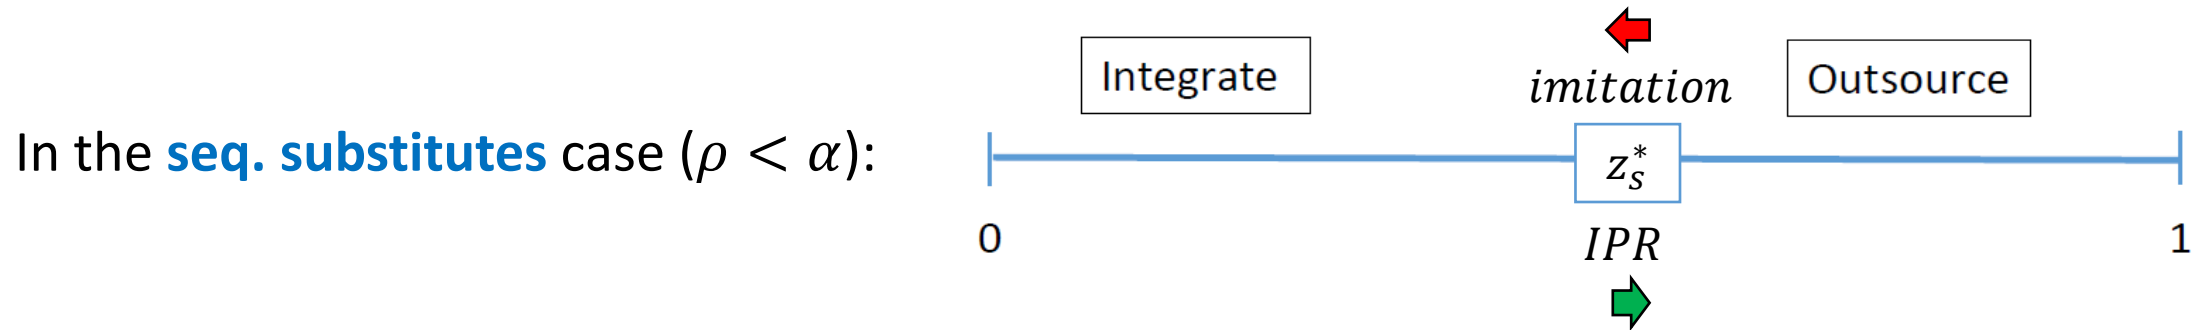 Integrate
imitation
Outsource
In the seq. substitutes case (ρ < α):
z*ₛ
0
IPR
1